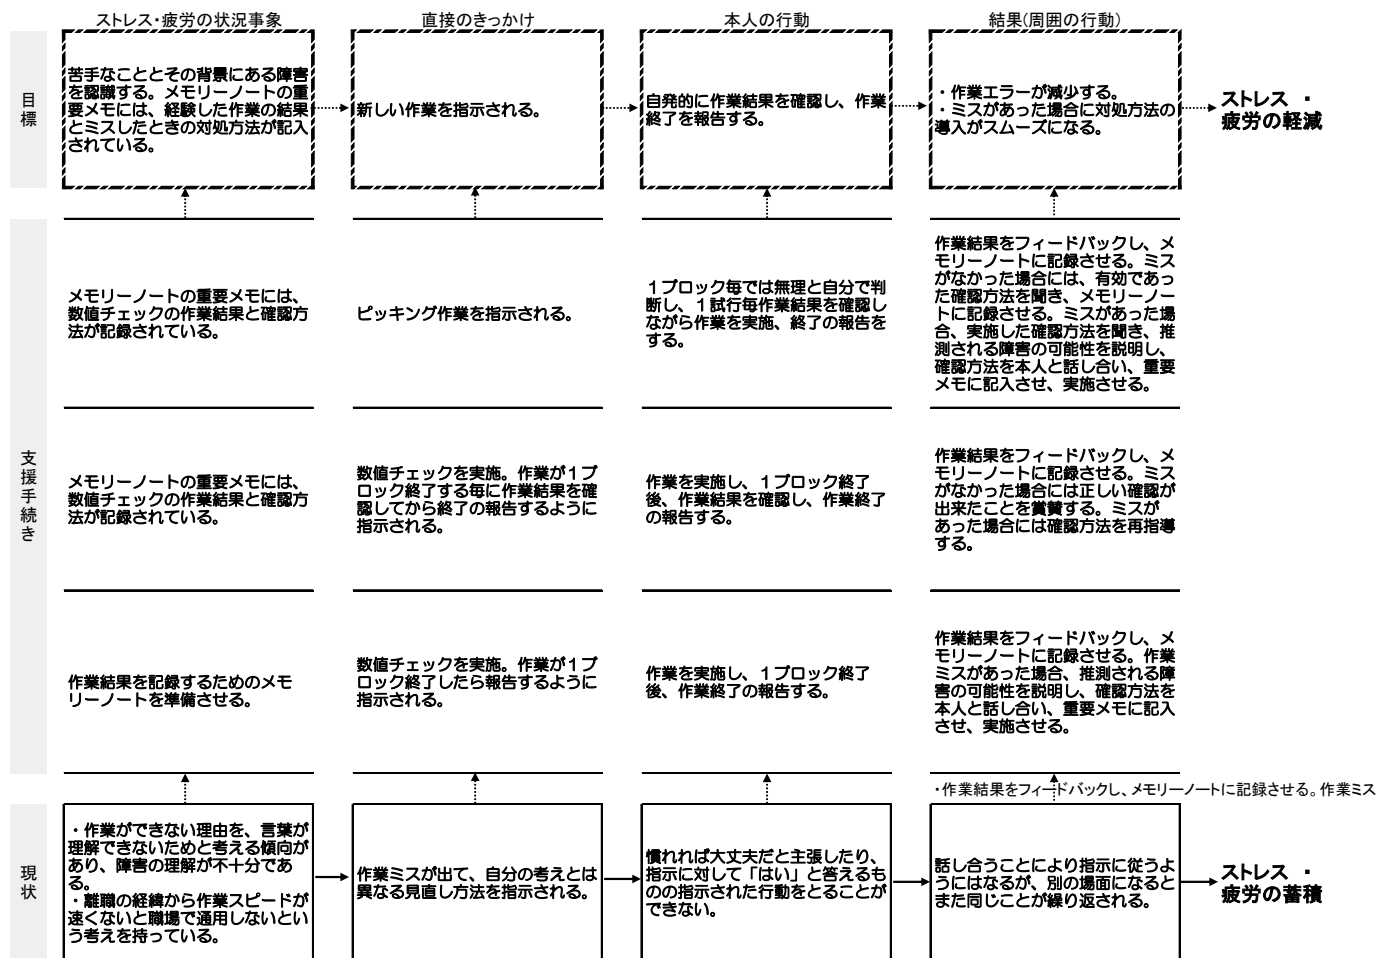 ストレス・疲労の状況事象
直接のきっかけ
本人の行動
結果(周囲の行動)
目標
苦手なこととその背景にある障害
を認識する。メモリーノートの重
要メモには、経験した作業の結果
とミスしたときの対処方法が記入
されている。
新しい作業を指示される。
自発的に作業結果を確認し、作業
終了を報告する。
・作業エラーが減少する。
・ミスがあった場合に対処方法の
導入がスムーズになる。
ストレス ・
疲労の軽減
支援手続き
メモリーノートの重要メモには、
数値チェックの作業結果と確認方
法が記録されている。
ピッキング作業を指示される。
1ブロック毎では無理と自分で判
断し、1試行毎作業結果を確認し
ながら作業を実施、終了の報告を
する。
作業結果をフィードバックし、メ
モリーノートに記録させる。ミス
がなかった場合には、有効であっ
た確認方法を聞き、メモリーノー
トに記録させる。ミスがあった場
合、実施した確認方法を聞き、推
測される障害の可能性を説明し、
確認方法を本人と話し合い、重要
メモに記入させ、実施させる。
メモリーノートの重要メモには、
数値チェックの作業結果と確認方
法が記録されている。
数値チェックを実施。作業が1ブ
ロック終了する毎に作業結果を確
認してから終了の報告するように
指示される。
作業を実施し、1ブロック終了
後、作業結果を確認し、作業終了
の報告する。
作業結果をフィードバックし、メ
モリーノートに記録させる。ミス
がなかった場合には正しい確認が
出来たことを賞賛する。ミスが
あった場合には確認方法を再指導
する。
作業結果を記録するためのメモ
リーノートを準備させる。
数値チェックを実施。作業が1ブ
ロック終了したら報告するように
指示される。
作業を実施し、1ブロック終了
後、作業終了の報告する。
作業結果をフィードバックし、メ
モリーノートに記録させる。作業
ミスがあった場合、推測される障
害の可能性を説明し、確認方法を
本人と話し合い、重要メモに記入
させ、実施させる。
・作業結果をフィードバックし、メモリーノートに記録させる。作業ミス
現状
・作業ができない理由を、言葉が
理解できないためと考える傾向が
あり、障害の理解が不十分であ
る。
・離職の経緯から作業スピードが
速くないと職場で通用しないとい
う考えを持っている。
作業ミスが出て、自分の考えとは
異なる見直し方法を指示される。
慣れれば大丈夫だと主張したり、
指示に対して「はい」と答えるも
のの指示された行動をとることが
できない。
話し合うことにより指示に従うよ
うにはなるが、別の場面になると
また同じことが繰り返される。
ストレス ・
疲労の蓄積